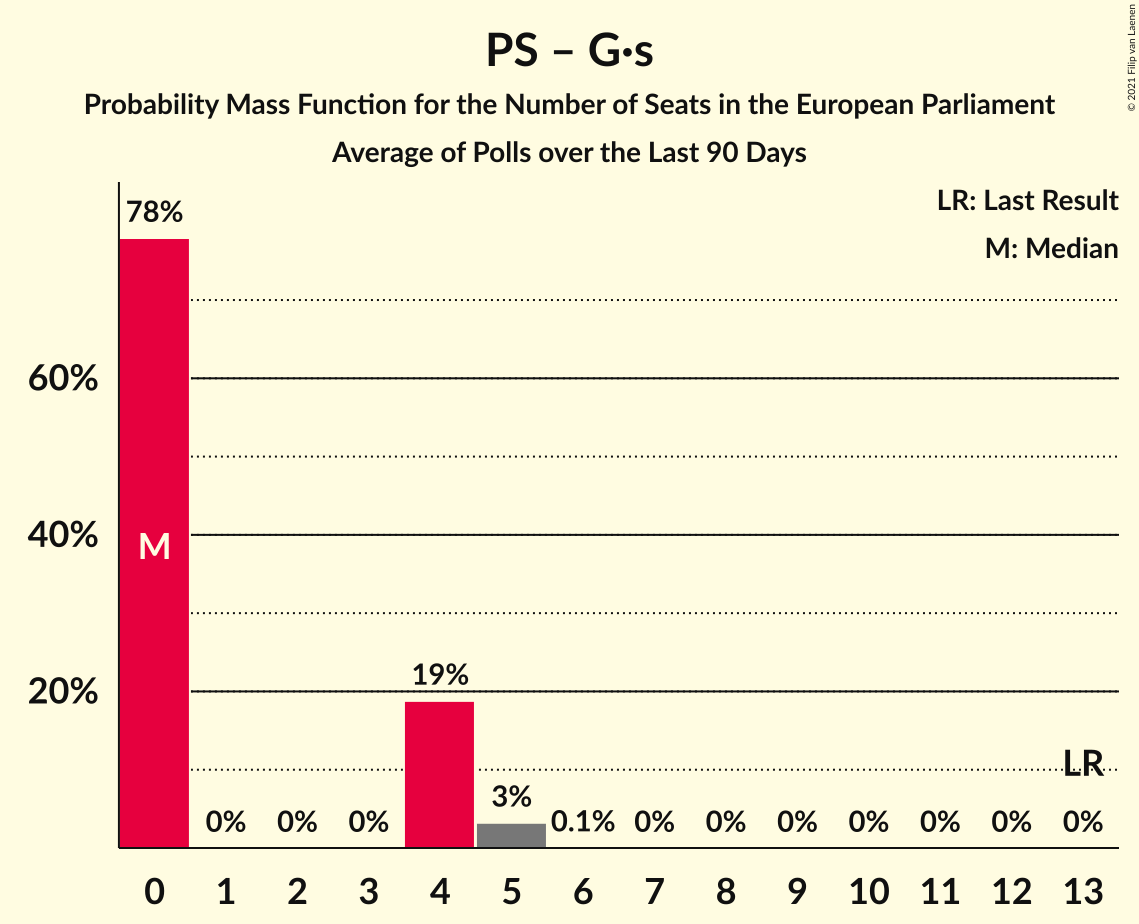 PS – G·s
Probability Mass Function for the Number of Seats in the European Parliament
Average of Polls over the Last 90 Days
© 2021 Filip van Laenen
LR: Last Result
M: Median
78%
60%
40%
20%
M
19%
3%
LR
0% 0% 0% 0.1% 0% 0% 0% 0% 0% 0% 0%
0 1 2 3 4 5 6 7 8 9 10 11 12 13